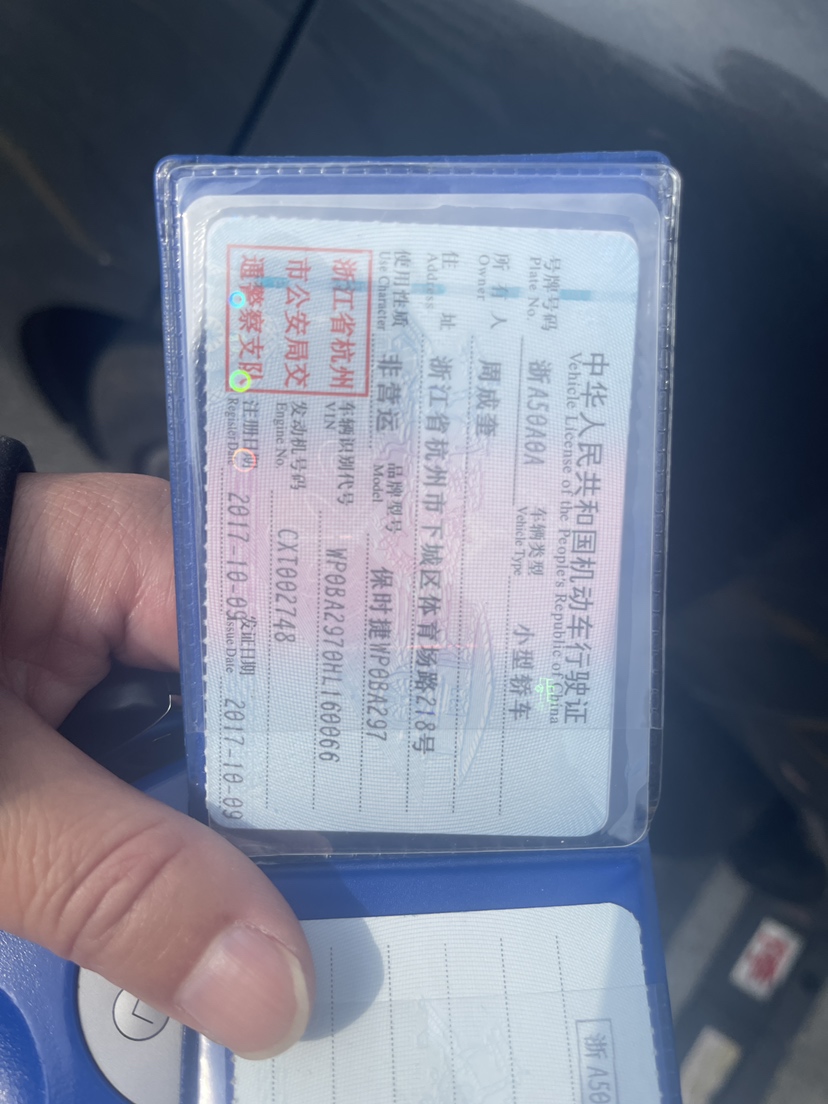 中华人民共和国机动车行驶证
Vehicle License of the People's Republic of China
号牌号码 浙A50A0A 车辆类型 小型轿车
Plate No. Vehicle Type
所有人 周成奎
Owner
住址 浙江省杭州市下城区体育场路218号
Address
使用性质 非营运 品牌型号 保时捷WP0BA297
Use Character Model
浙江省杭州
市公安局交
通警察支队
车辆识别代号 WP0BA2970HL160066
VIN
发动机号码 CXT002748
Engine No.
注册日期 2017-10-09 发证日期 2017-10-09
Register Date Issue Date
浙A50